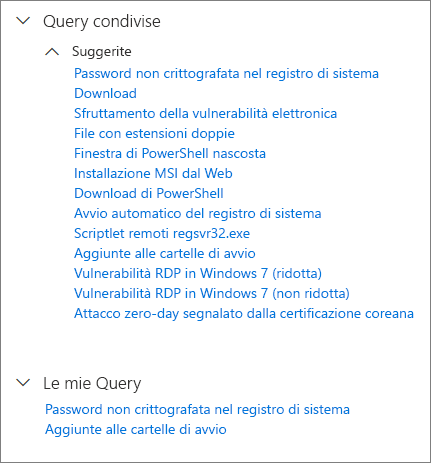 Query condivise
Suggerite
Password non crittografata nel registro di sistema
Download
Sfruttamento della vulnerabilità elettronica
File con estensioni doppie
Finestra di PowerShell nascosta
Installazione MSI dal Web
Download di PowerShell
Avvio automatico del registro di sistema
Scriptlet remoti regsvr32.exe
Aggiunte alle cartelle di avvio
Vulnerabilità RDP in Windows 7 (ridotta)
Vulnerabilità RDP in Windows 7 (non ridotta)
Attacco zero-day segnalato dalla certificazione coreana
Le mie Query
Password non crittografata nel registro di sistema
Aggiunte alle cartelle di avvio